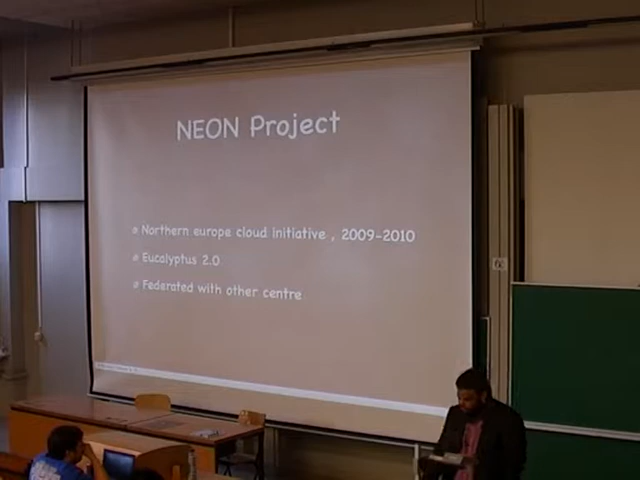 NEON Project
Northern europe cloud initiative , 2009-2010
Eucalyptus 2.0
Federated with other centre